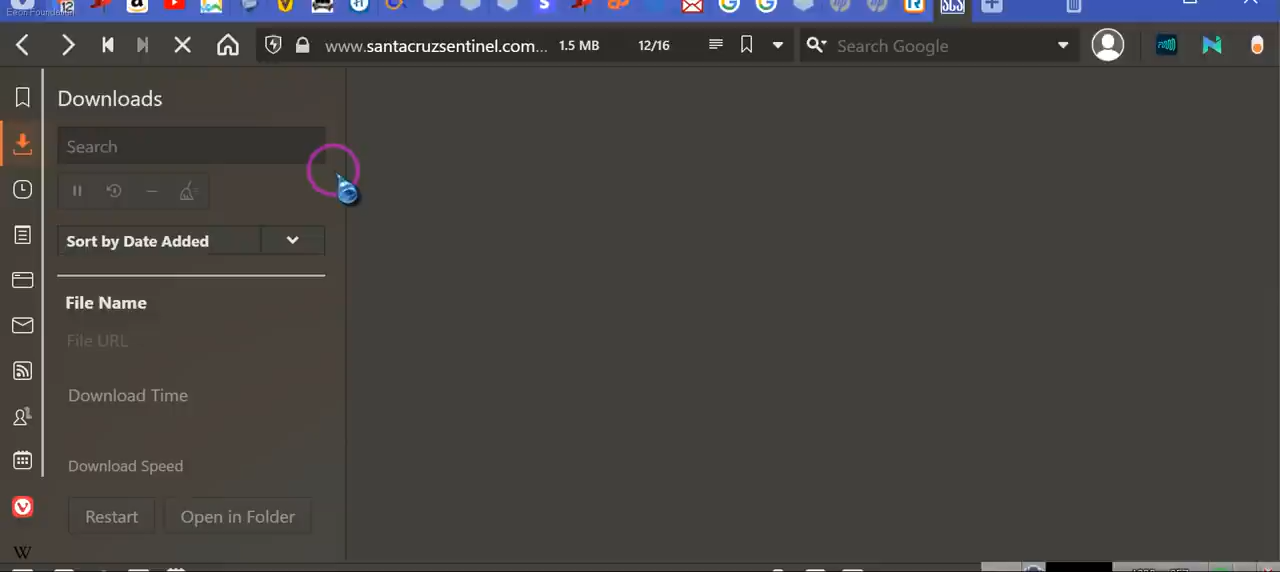 12
www.santacruzsentinel.com... 1.5 MB 12/16 Search Google
Downloads
Search
Sort by Date Added
File Name
File URL
Download Time
Download Speed
Restart Open in Folder
W